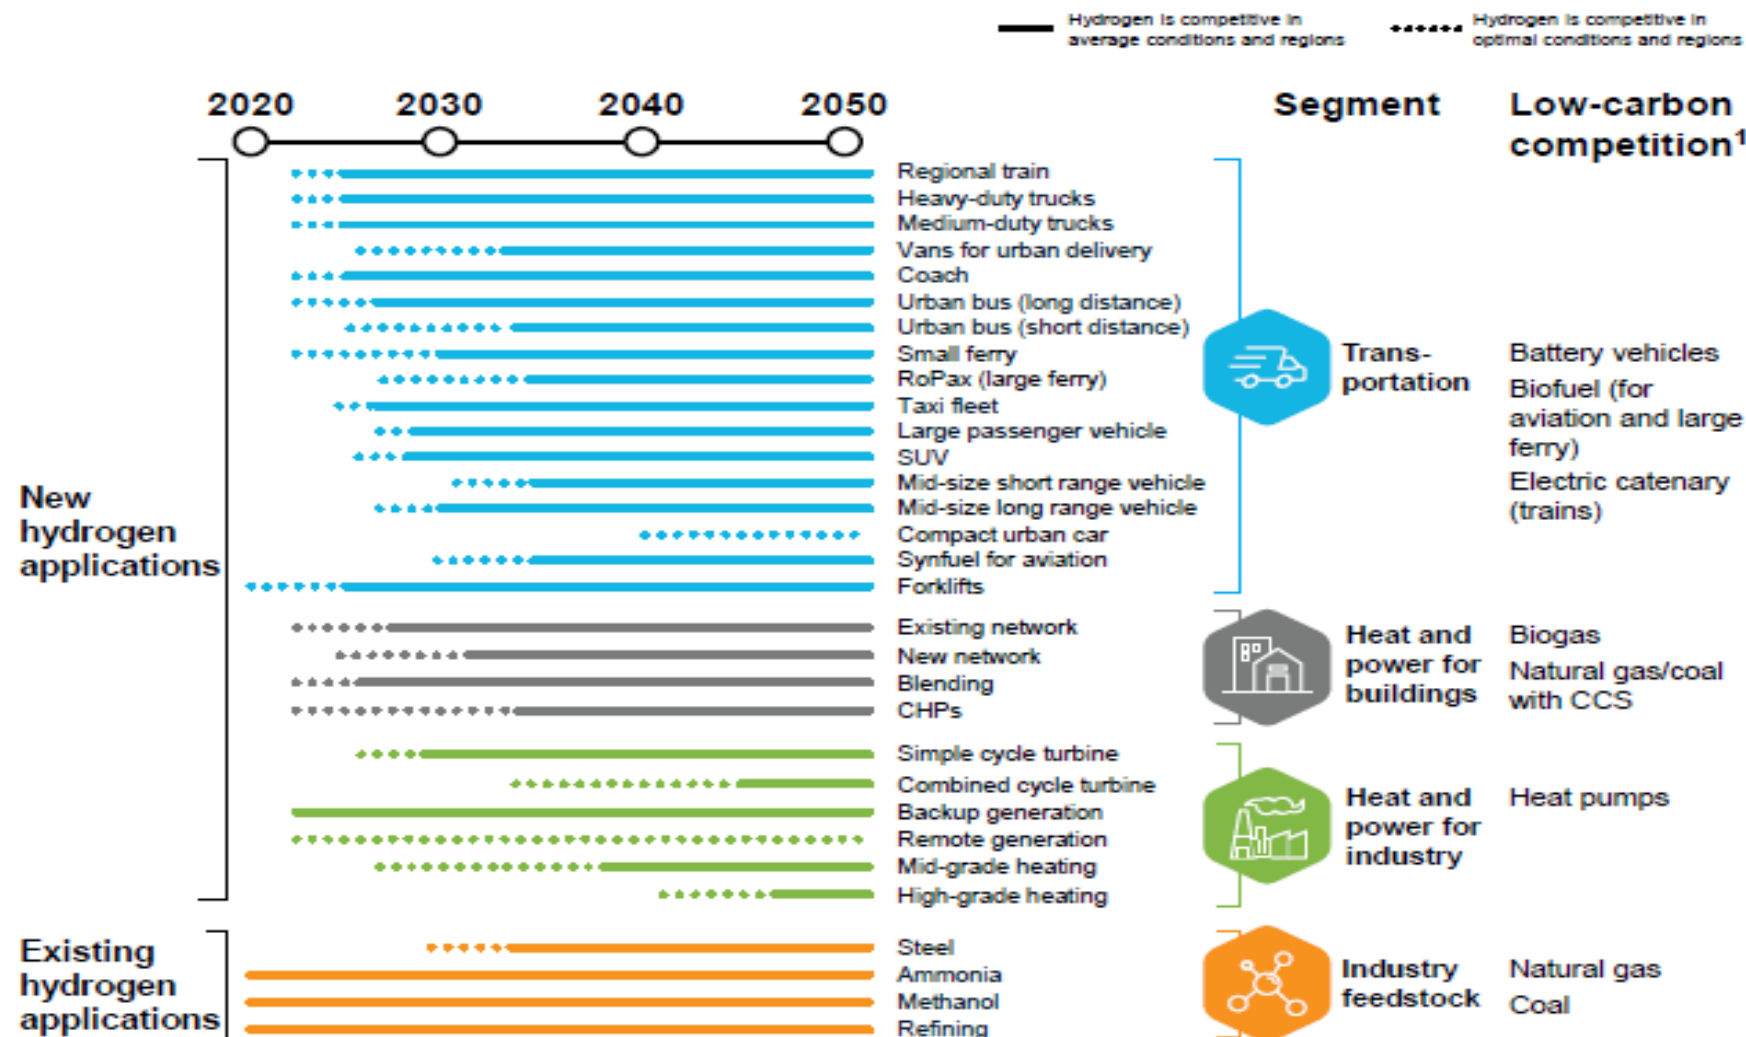 Hydrogen is competitive in
average conditions and regions
Hydrogen is competitive in
optimal conditions and regions
2020 2030 2040 2050
Segment
Low-carbon
competition1
New
hydrogen
applications
Regional train
Heavy-duty trucks
Medium-duty trucks
Vans for urban delivery
Coach
Urban bus (long distance)
Urban bus (short distance)
Small ferry
RoPax (large ferry)
Taxi fleet
Large passenger vehicle
SUV
Mid-size short range vehicle
Mid-size long range vehicle
Compact urban car
Synfuel for aviation
Forklifts
Trans-
portation
Battery vehicles
Biofuel (for
aviation and large
ferry)
Electric catenary
(trains)
Existing network
New network
Blending
CHPs
Heat and
power for
buildings
Biogas
Natural gas/coal
with CCS
Simple cycle turbine
Combined cycle turbine
Backup generation
Remote generation
Mid-grade heating
High-grade heating
Heat and
power for
industry
Heat pumps
Existing
hydrogen
applications
Steel
Ammonia
Methanol
Refining
Industry
feedstock
Natural gas
Coal